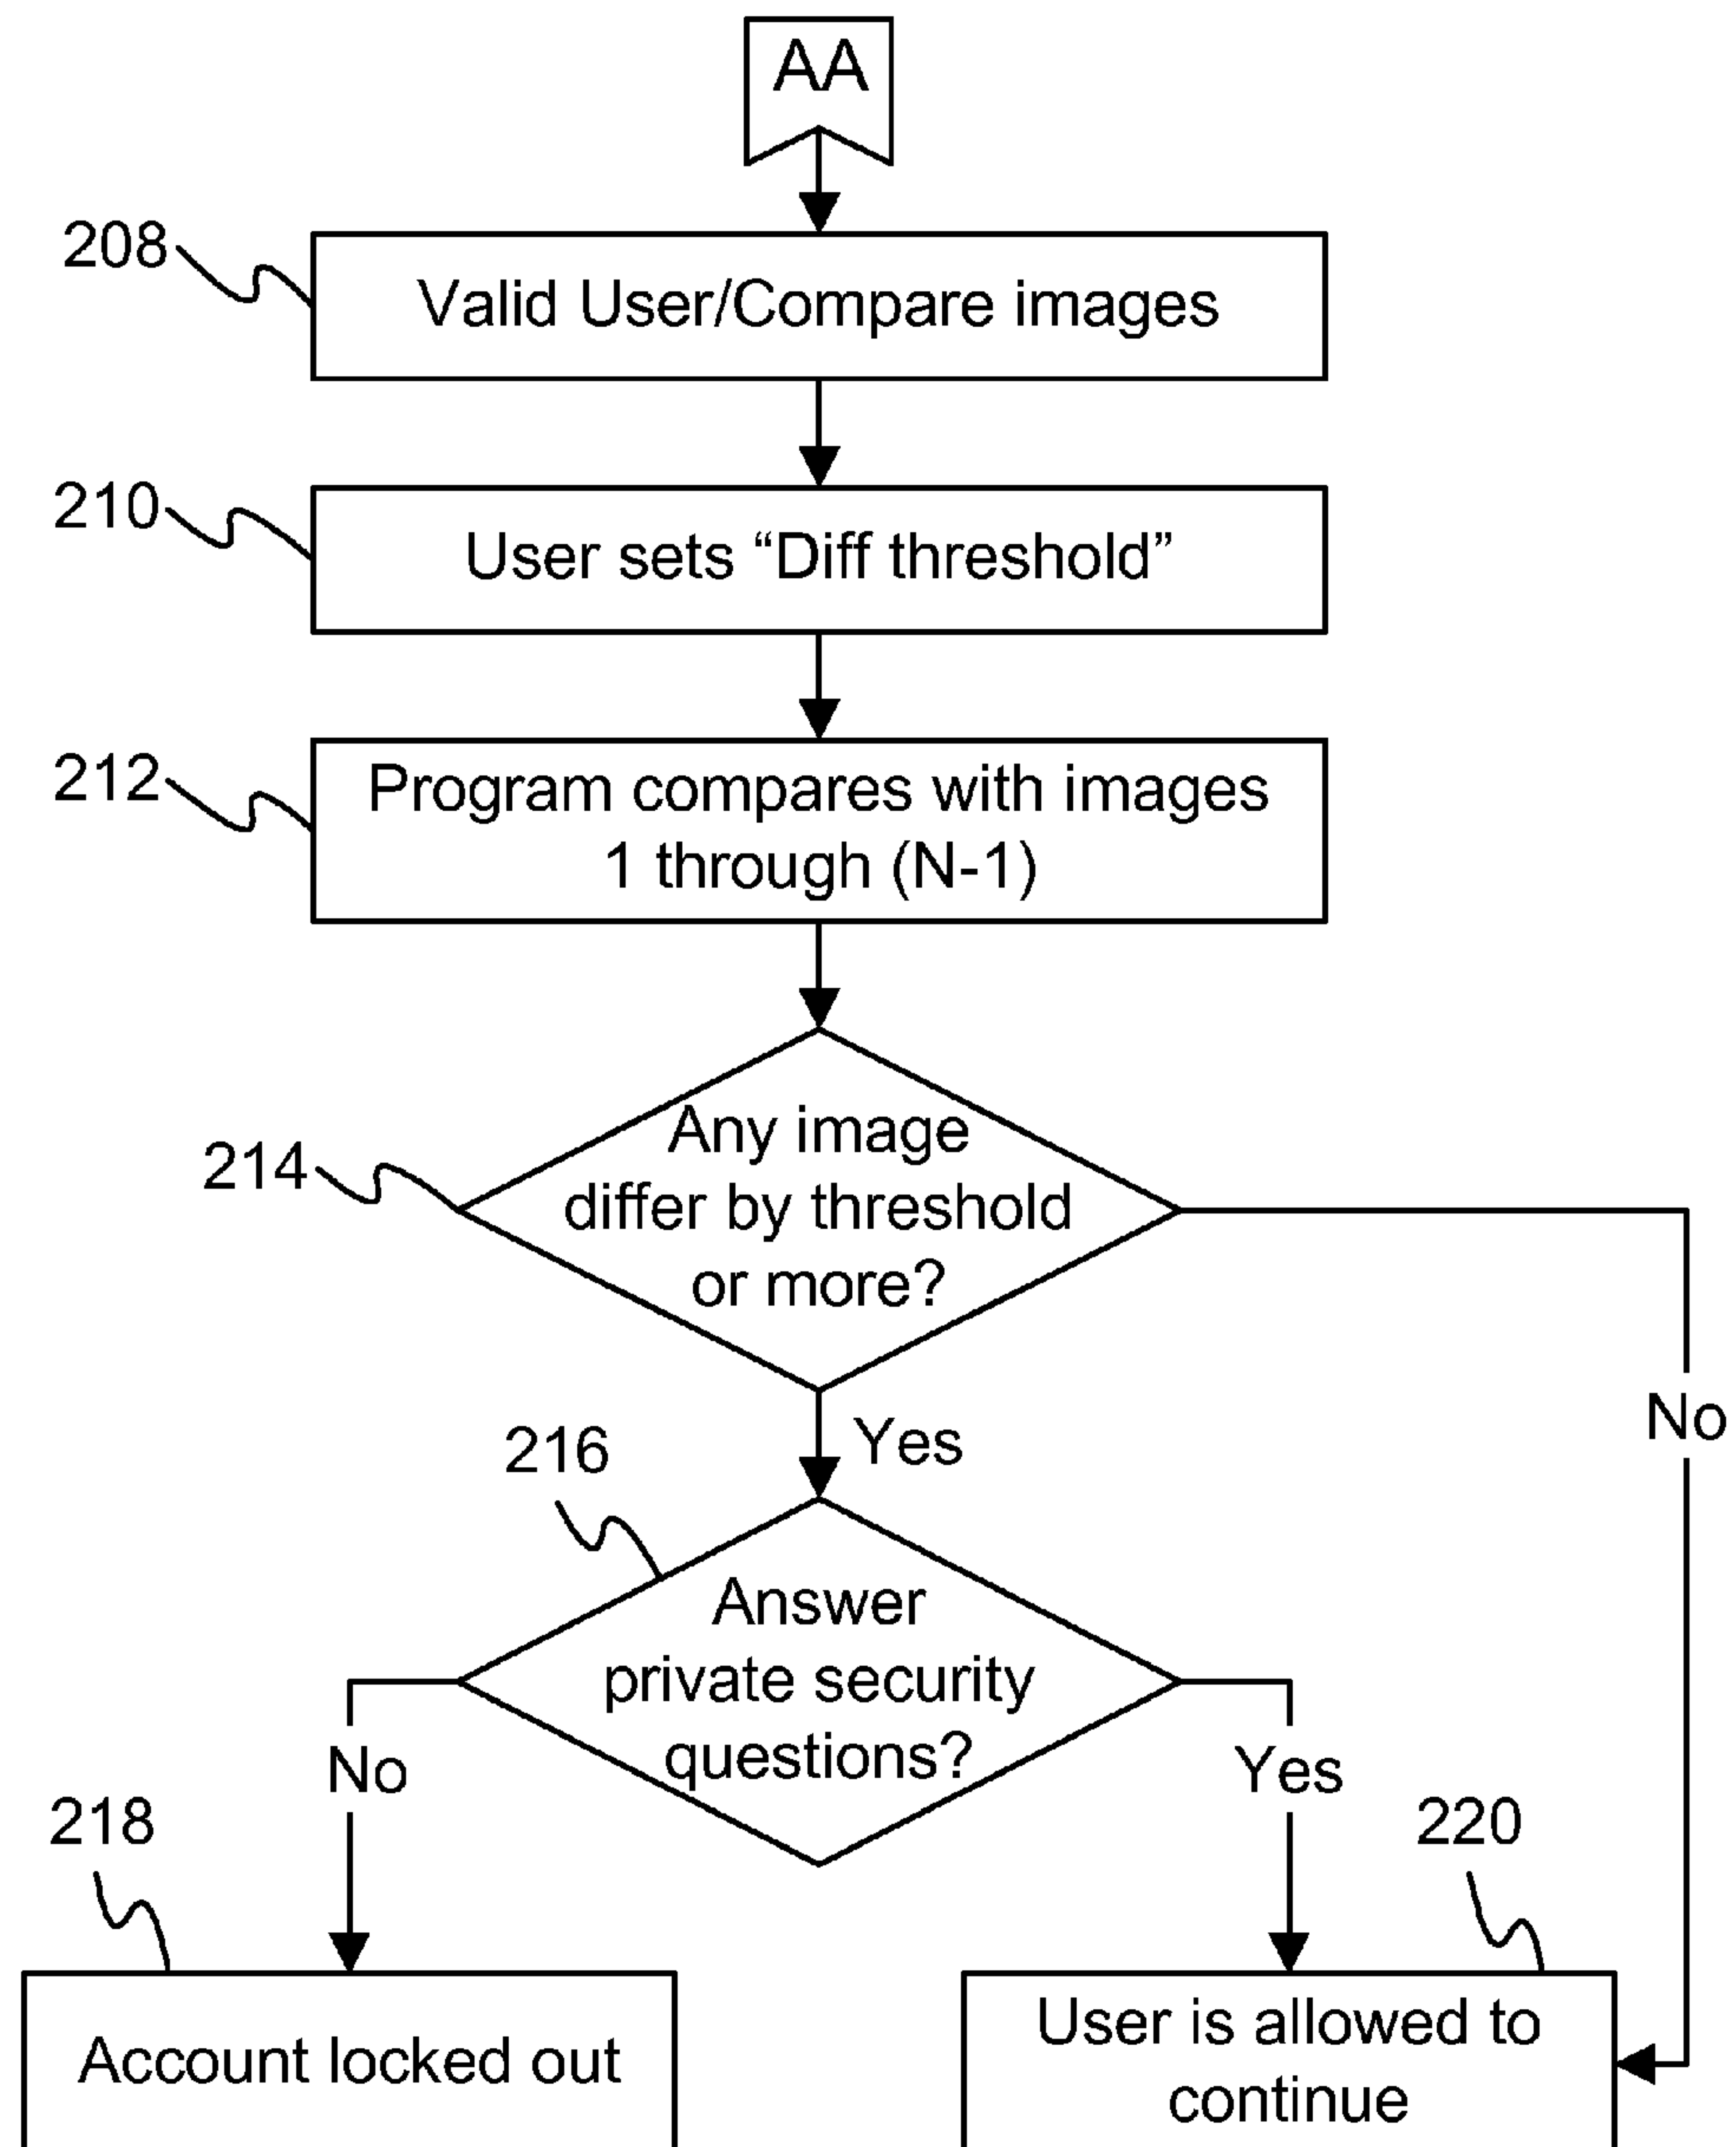 AA
208
Valid User/Compare images
210
User sets “Diff threshold”
212
Program compares with images
1 through (N-1)
214
Any image
differ by threshold
or more?
No
Yes
216
Answer
private security
questions?
No
Yes
218
220
Account locked out
User is allowed to
continue